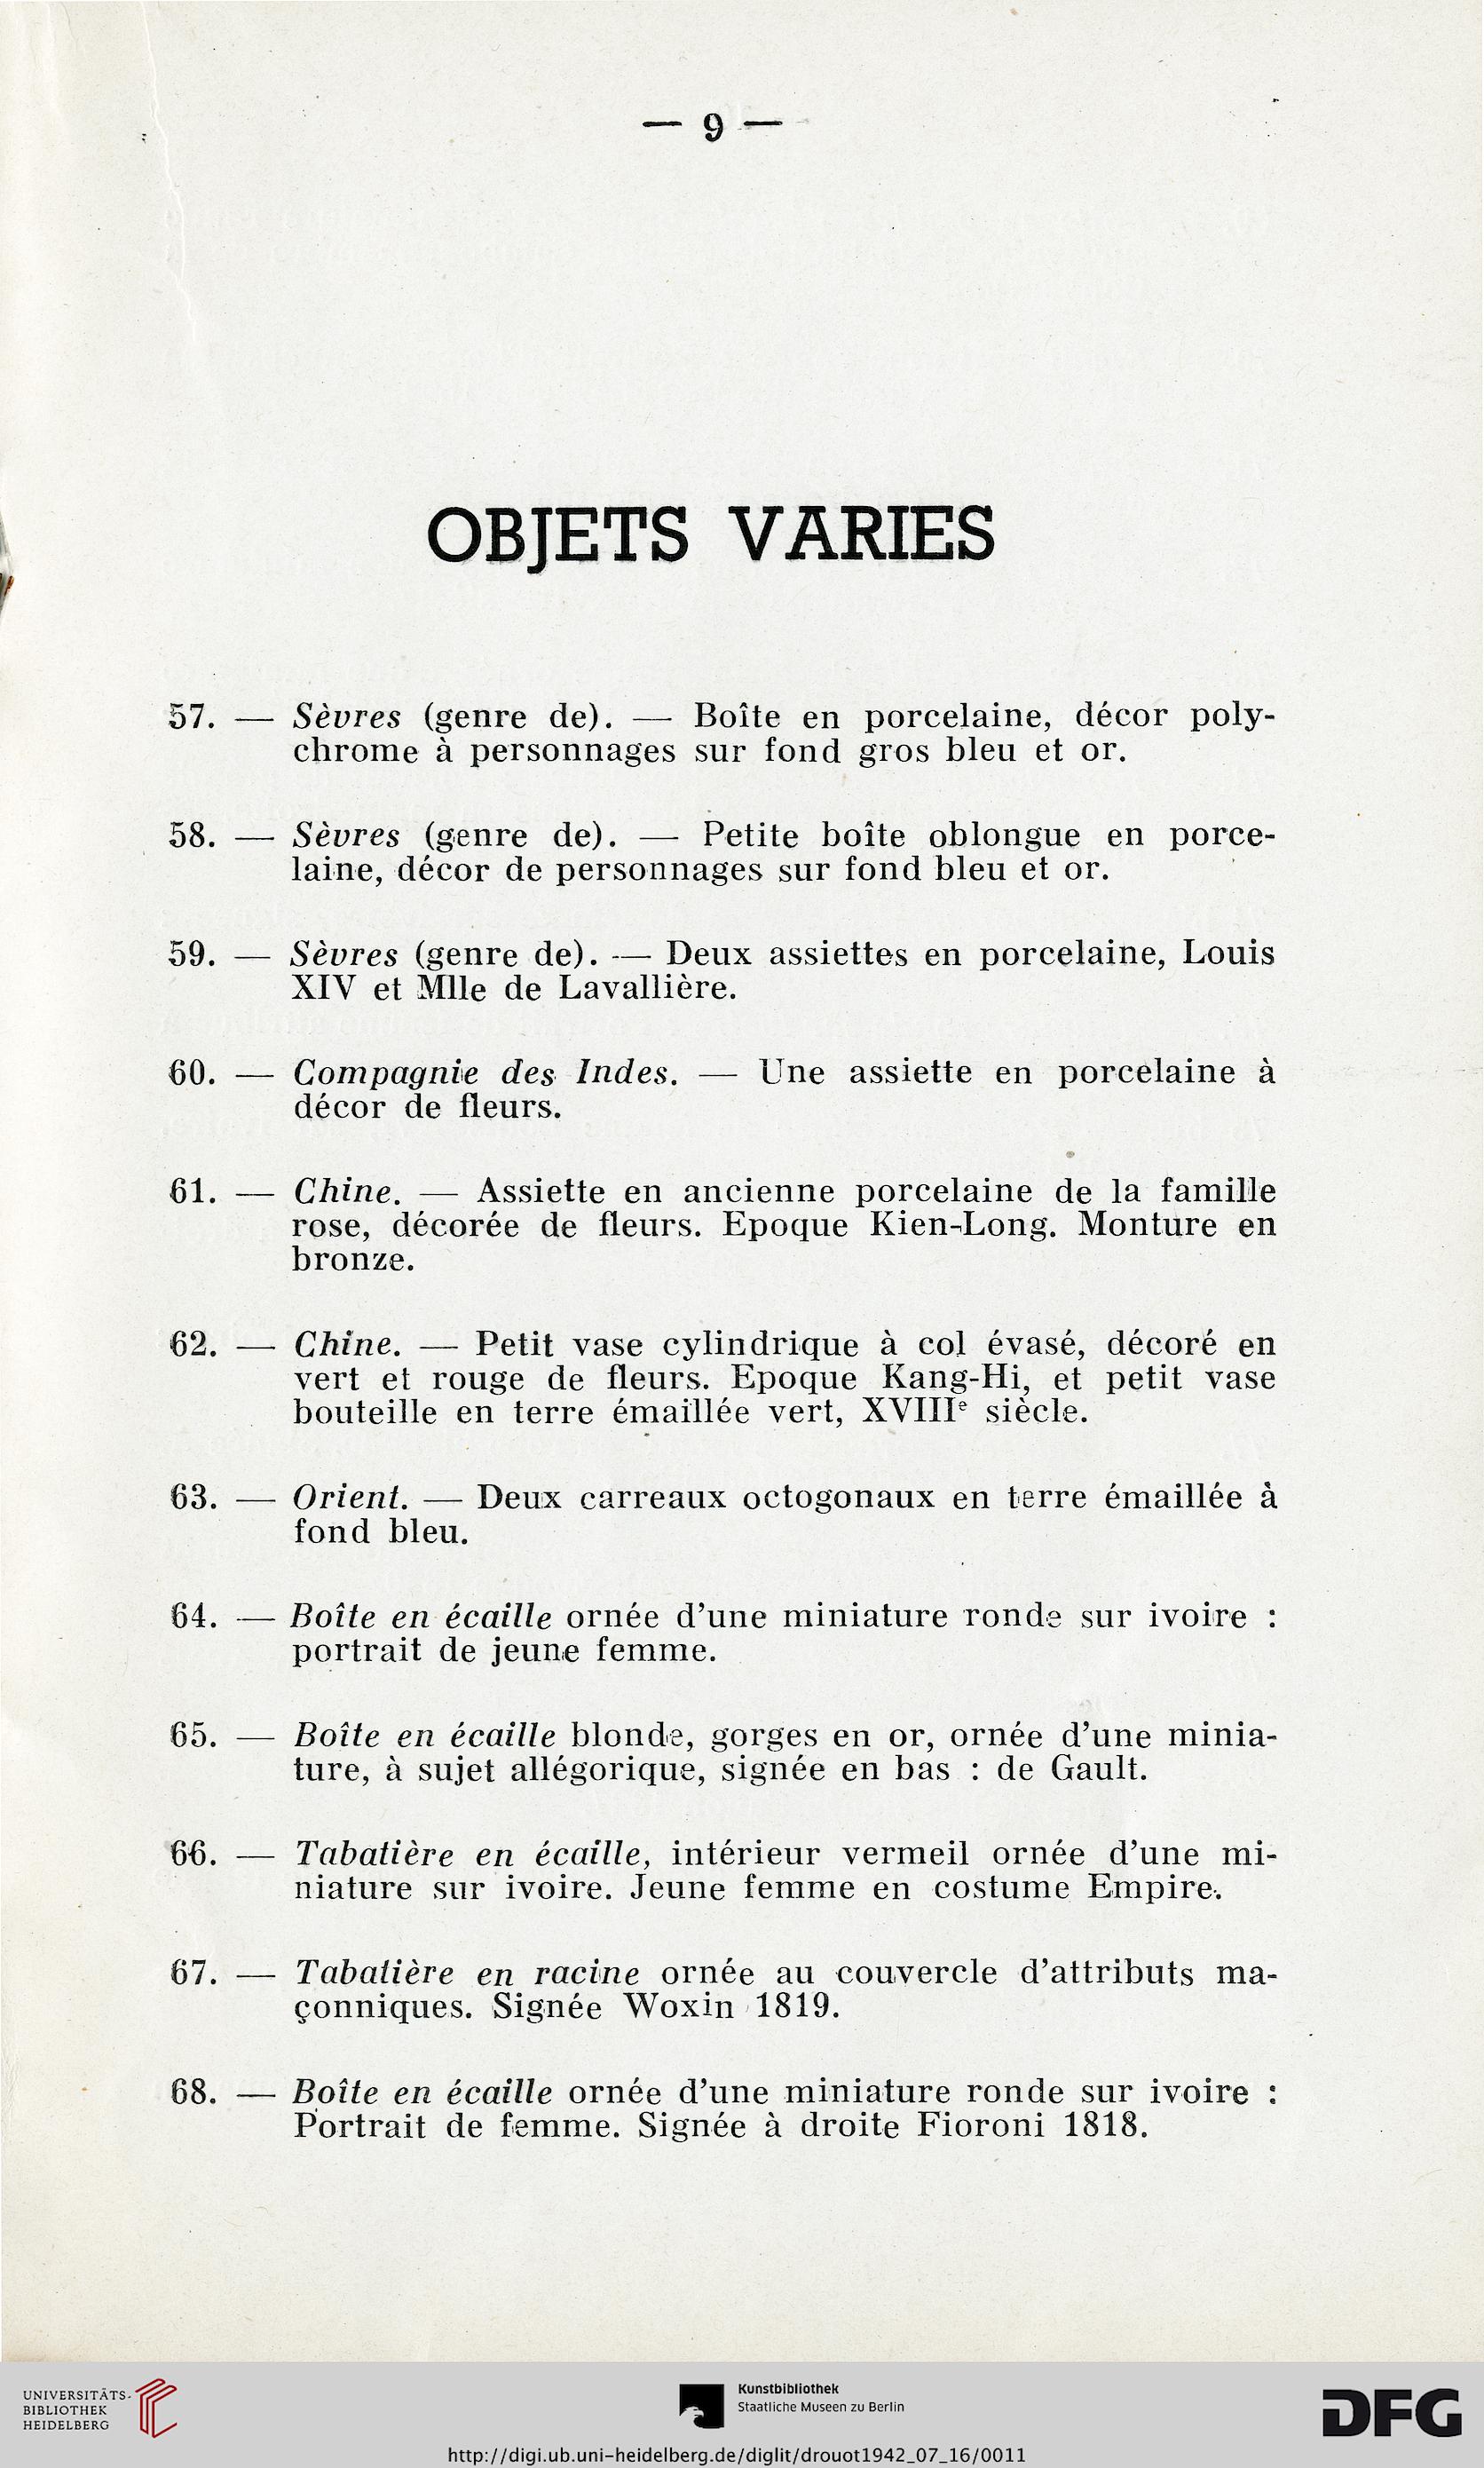 — 9 —
OBJETS VARIES
57. — Sèvres (genre de). — Boîte en porcelaine, décor poly-
chrome à personnages sur fond gros bleu et or.
58. — Sèvres (genre de). — Petite boîte oblongue en porce-
laine, décor de personnages sur fond bleu et or.
59. — Sèvres (genre de). — Deux assiettes en porcelaine, Louis
XIV et Mlle de Lavallière.
60. — Compagnie des Indes. — Une assiette en porcelaine à
décor de fleurs.
61. — Chine. — Assiette en ancienne porcelaine de la famille
rose, décorée de fleurs. Epoque Kien-Long. Monture en
bronze.
62. — Chine. — Petit vase cylindrique à col évasé, décoré en
vert et rouge de fleurs. Epoque Kang-Hi, et petit vase
bouteille en terre émaillée vert, XVIIIe siècle.
63. — Orient. — Deux carreaux octogonaux en terre émaillée à
fond bleu.
64. — Boîte en écaille ornée d'une miniature ronde sur ivoire :
portrait de jeune femme.
65. — Boîte en écaille blonde, gorges en or, ornée d'une minia-
ture, à sujet allégorique, signée en bas : de Gault.
66. — Tabatière en écaille, intérieur vermeil ornée d'une mi-
niature sur ivoire. Jeune femme en costume Empire.
67. — Tabatière en racine ornée au couvercle d'attributs ma-
çonniques. Signée Woxin 1819.
68. — Boîte en écaille ornée d'une miniature ronde sur ivoire :
Portrait de femme. Signée à droite Fioroni 1818.
UNIVERSITÄTS-
BIBLIOTHEK
HEIDELBERG
Kunstbibliothek
Staatliche Museen zu Berlin
DFG
http://digi.ub.uni-heidelberg.de/diglit/drouot1942_07_16/0011